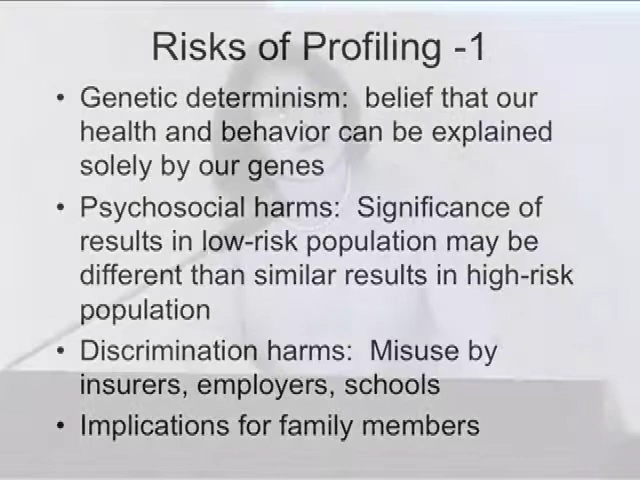 Risks of Profiling -1
• Genetic determinism:  belief that our
health and behavior can be explained
solely by our genes
• Psychosocial harms:  Significance of
results in low-risk population may be
different than similar results in high-risk
population
• Discrimination harms:  Misuse by
insurers, employers, schools
• Implications for family members